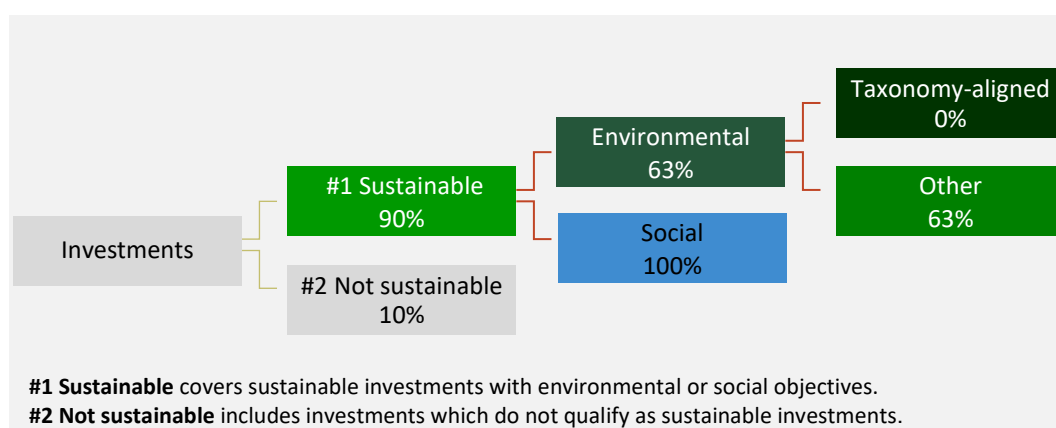 Taxonomy-aligned
0%
Environmental
63%
#1 Sustainable
90%
Other
63%
Investments
Social
100%
#2 Not sustainable
10%
#1 Sustainable covers sustainable investments with environmental or social objectives.
#2 Not sustainable includes investments which do not qualify as sustainable investments.